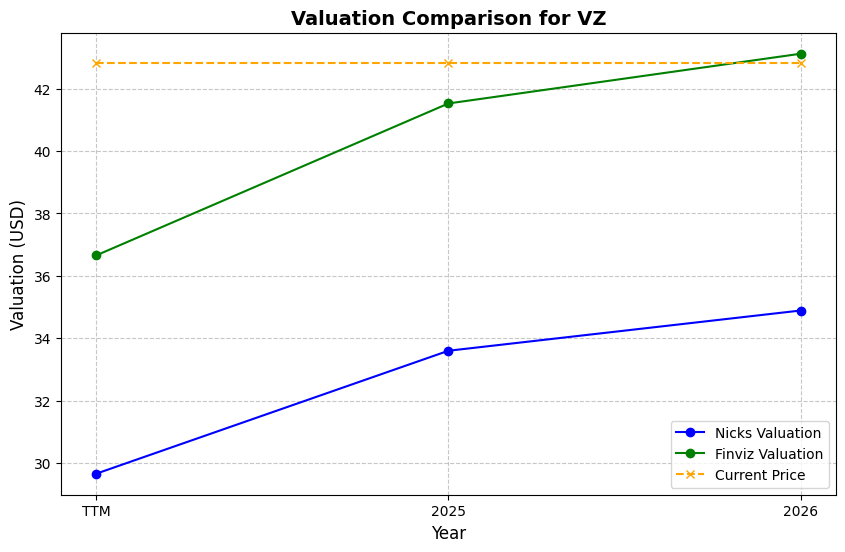 Valuation Comparison for VZ
Valuation (USD)
42
40
38
36
34
32
30
TTM
2025
2026
Year
Nicks Valuation
Finviz Valuation
Current Price